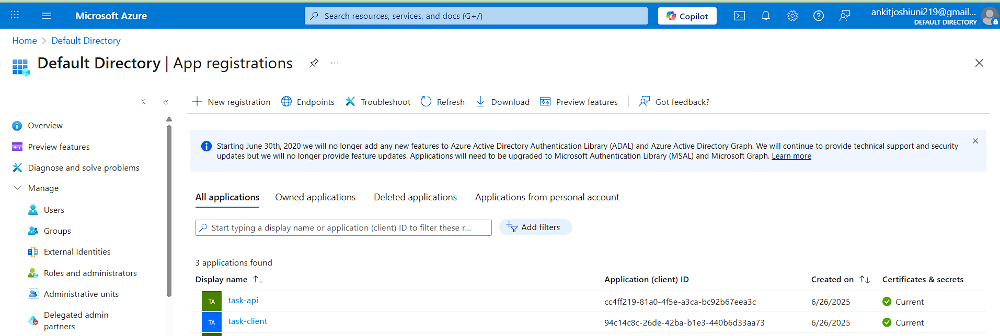 Microsoft Azure
Search resources, services, and docs (G+/)
Copilot
ankitjoshiuni219@gmail...
DEFAULT DIRECTORY
Home > Default Directory
Default Directory | App registrations
...
New registration
Endpoints
Troubleshoot
Refresh
Download
Preview features
Got feedback?
Overview
Preview features
Diagnose and solve problems
Manage
Users
Groups
External Identities
Roles and administrators
Administrative units
Delegated admin
partners
Starting June 30th, 2020 we will no longer add any new features to Azure Active Directory Authentication Library (ADAL) and Azure Active Directory Graph. We will continue to provide technical support and security
updates but we will no longer provide feature updates. Applications will need to be upgraded to Microsoft Authentication Library (MSAL) and Microsoft Graph. Learn more
All applications
Owned applications
Deleted applications
Applications from personal account
Start typing a display name or application (client) ID to filter these r...
Add filters
3 applications found
Display name
Application (client) ID
Created on
Certificates & secrets
TA task-api cc4ff219-81a0-4f5e-a3ca-bc92b67eea3c 6/26/2025 Current
TA task-client 94c14c8c-26de-42ba-b1e3-440b6d33aa73 6/26/2025 Current